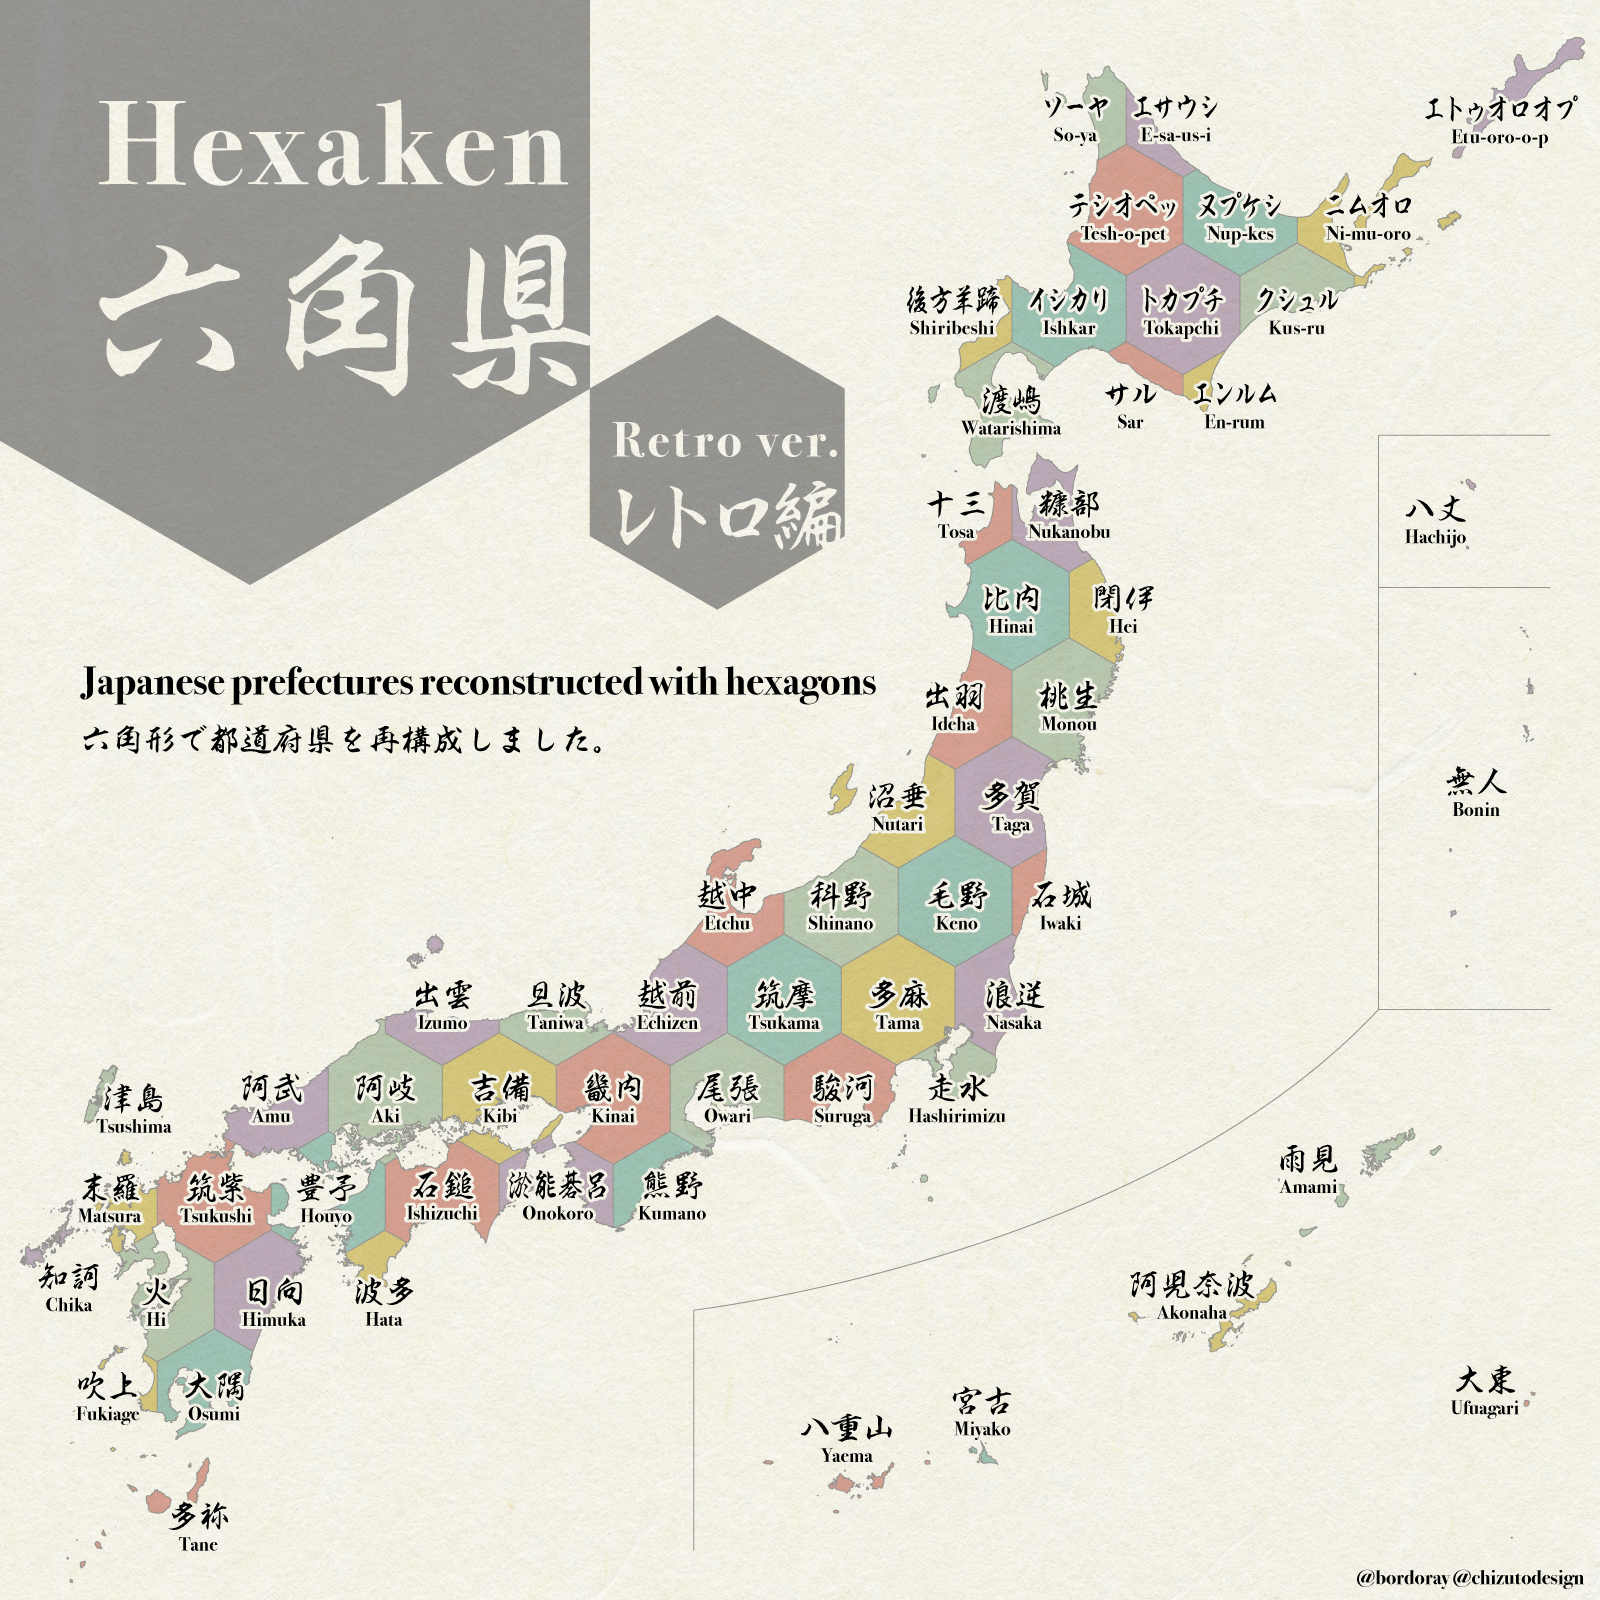 Hexaken
六角県
Retro ver.
レトロ編
Japanese prefectures reconstructed with hexagons
六角形で都道府県を再構成しました。
ソーヤ
So-ya
エサウシ
E-sa-us-i
エトゥオロオプ
Etu-oro-o-p
テシオペッ
Tesh-o-pet
ヌプケシ
Nup-kes
ニムオロ
Ni-mu-oro
後方羊蹄
Shiribeshi
イシカリ
Ishkar
トカプチ
Tokapchi
クシュル
Kus-ru
渡嶋
Watarishima
サル
Sar
エンルム
En-rum
十三
Tosa
糠部
Nukanobu
八丈
Hachijo
比内
Hinai
閉伊
Hei
出羽
Ideha
桃生
Monou
沼垂
Nutari
多賀
Taga
無人
Bonin
越中
Etchu
科野
Shinano
毛野
Keno
石城
Iwaki
出雲
Izumo
旦波
Taniwa
越前
Echizen
筑摩
Tsukama
多麻
Tama
浪逆
Nasaka
津島
Tsushima
阿武
Amu
阿岐
Aki
吉備
Kibi
畿内
Kinai
尾張
Owari
駿河
Suruga
走水
Hashirimizu
末羅
Matsura
筑紫
Tsukushi
豊予
Houyo
石鎚
Ishizuchi
淤能碁呂
Onokoro
熊野
Kumano
雨見
Amami
知訶
Chika
火
Hi
日向
Himuka
波多
Hata
阿児奈波
Akonaha
吹上
Fukiage
大隅
Osumi
八重山
Yaema
宮古
Miyako
大東
Ufuagari
多祢
Tane
@bordoray @chizutodesign